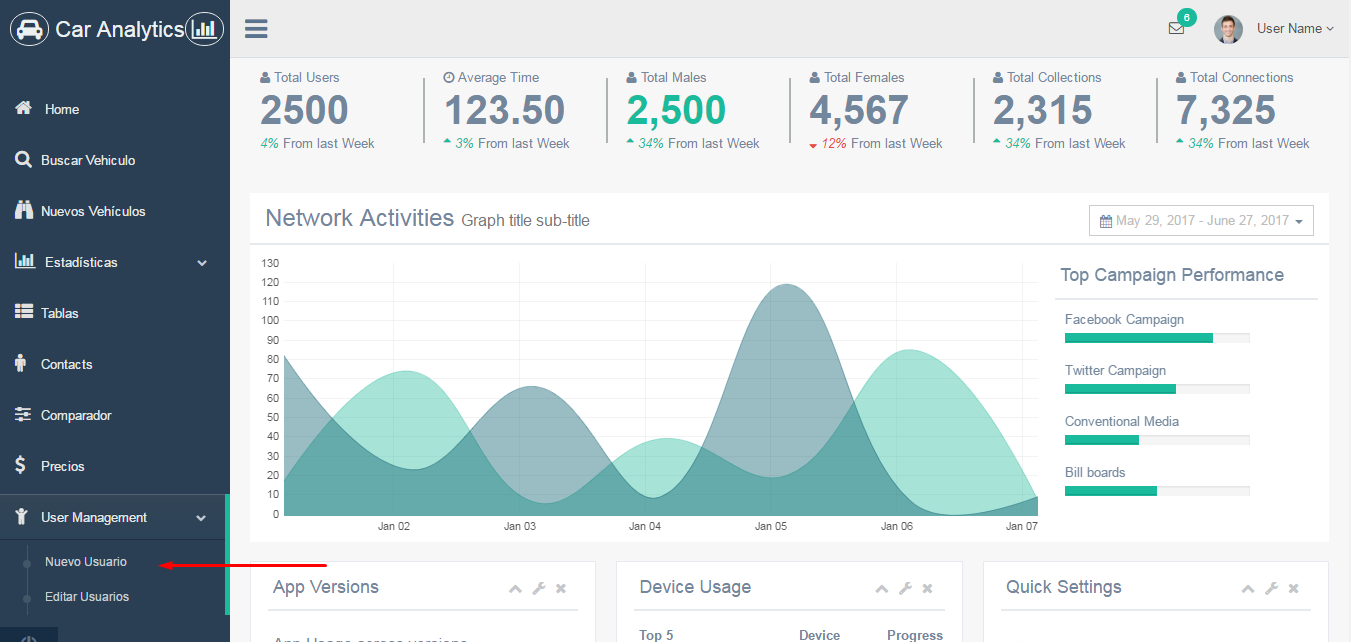 Car Analytics
6
User Name
Home
Buscar Vehiculo
Nuevos Vehículos
Estadísticas
Tablas
Contacts
Comparador
Precios
User Management
Nuevo Usuario
Editar Usuarios
Total Users
2500
4% From last Week
Average Time
123.50
3% From last Week
Total Males
2,500
34% From last Week
Total Females
4,567
12% From last Week
Total Collections
2,315
34% From last Week
Total Connections
7,325
34% From last Week
Network Activities Graph title sub-title
May 29, 2017 - June 27, 2017
130
120
110
100
90
80
70
60
50
40
30
20
10
0
Jan 02 Jan 03 Jan 04 Jan 05 Jan 06 Jan 07
Top Campaign Performance
Facebook Campaign
Twitter Campaign
Conventional Media
Bill boards
App Versions
App Usage across versions
Device Usage
Top 5 Device Progress
Quick Settings